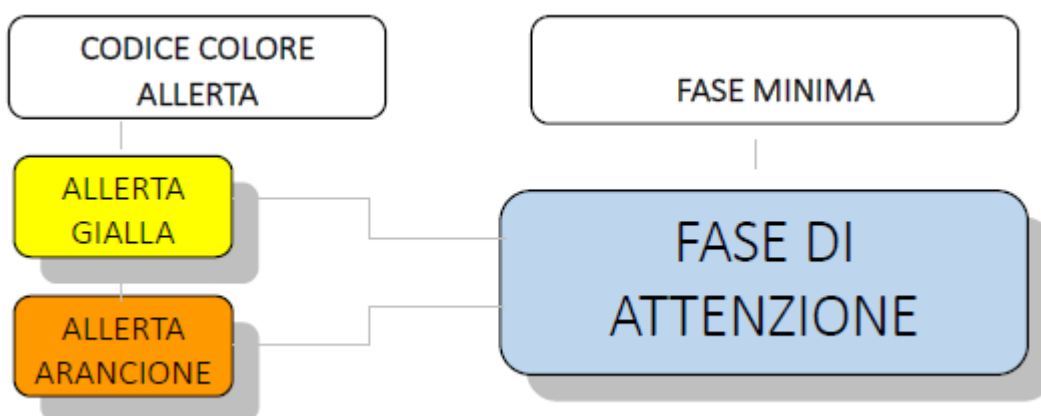 CODICE COLORE
ALLERTA
FASE MINIMA
ALLERTA
GIALLA
FASE DI
ATTENZIONE
ALLERTA
ARANCIONE